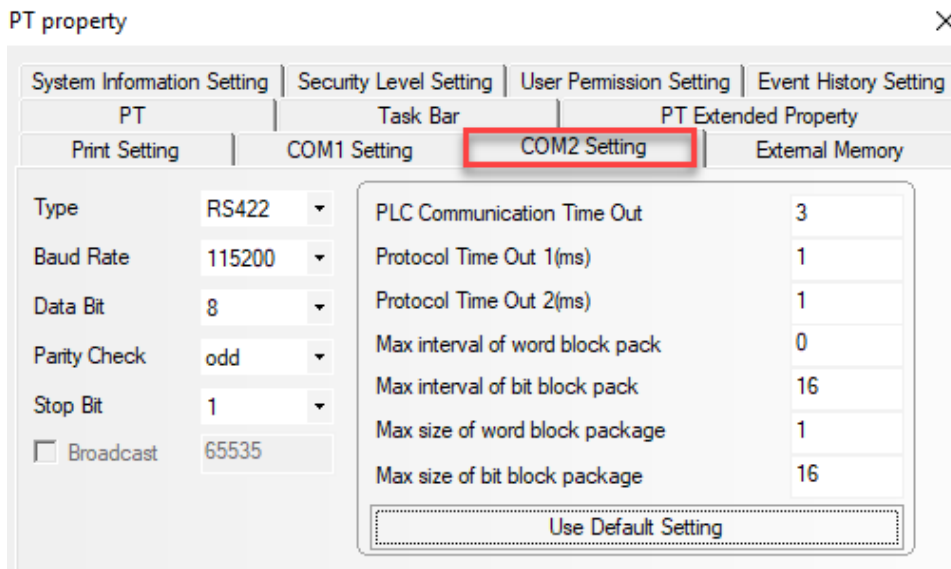 PT property
System Information Setting Security Level Setting User Permission Setting Event History Setting
PT Task Bar PT Extended Property
Print Setting COM1 Setting COM2 Setting External Memory
Type RS422
Baud Rate 115200
Data Bit 8
Parity Check odd
Stop Bit 1
Broadcast 65535
PLC Communication Time Out 3
Protocol Time Out 1(ms) 1
Protocol Time Out 2(ms) 1
Max interval of word block pack 0
Max interval of bit block pack 16
Max size of word block package 1
Max size of bit block package 16
Use Default Setting